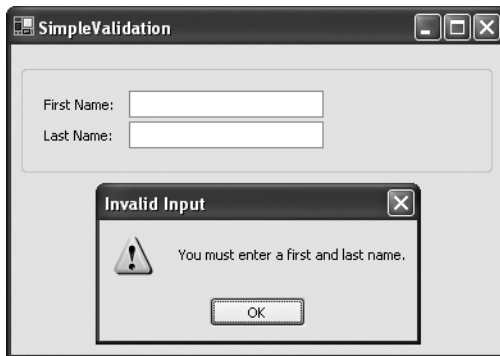 SimpleValidation
First Name:
Last Name:
Invalid Input
You must enter a first and last name.
OK